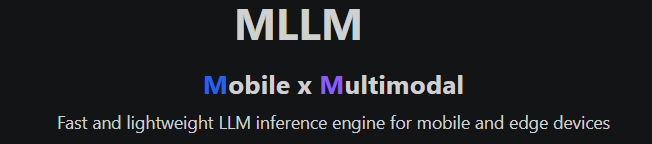 MLLM
Mobile x Multimodal
Fast and lightweight LLM inference engine for mobile and edge devices